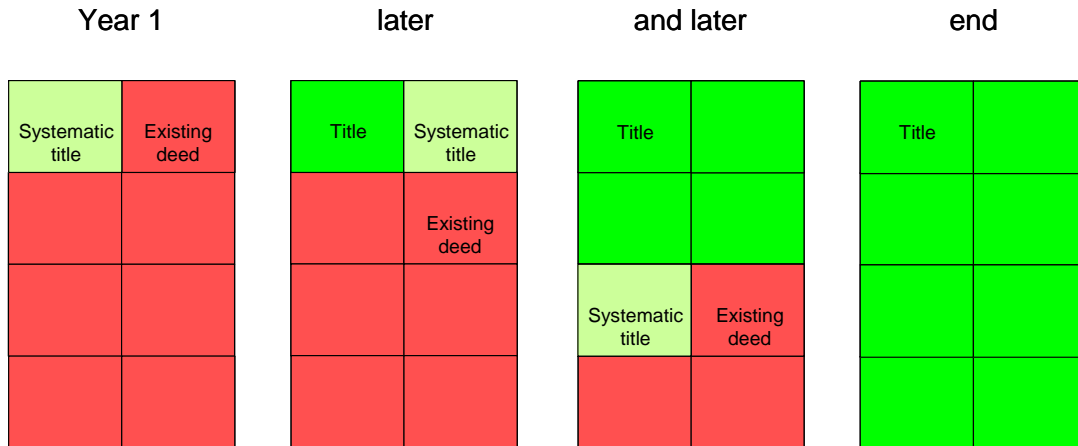 Year 1
later
and later
end
Systematic
title
Existing
deed
Title
Systematic
title
Existing
deed
Title
Systematic
title
Existing
deed
Title